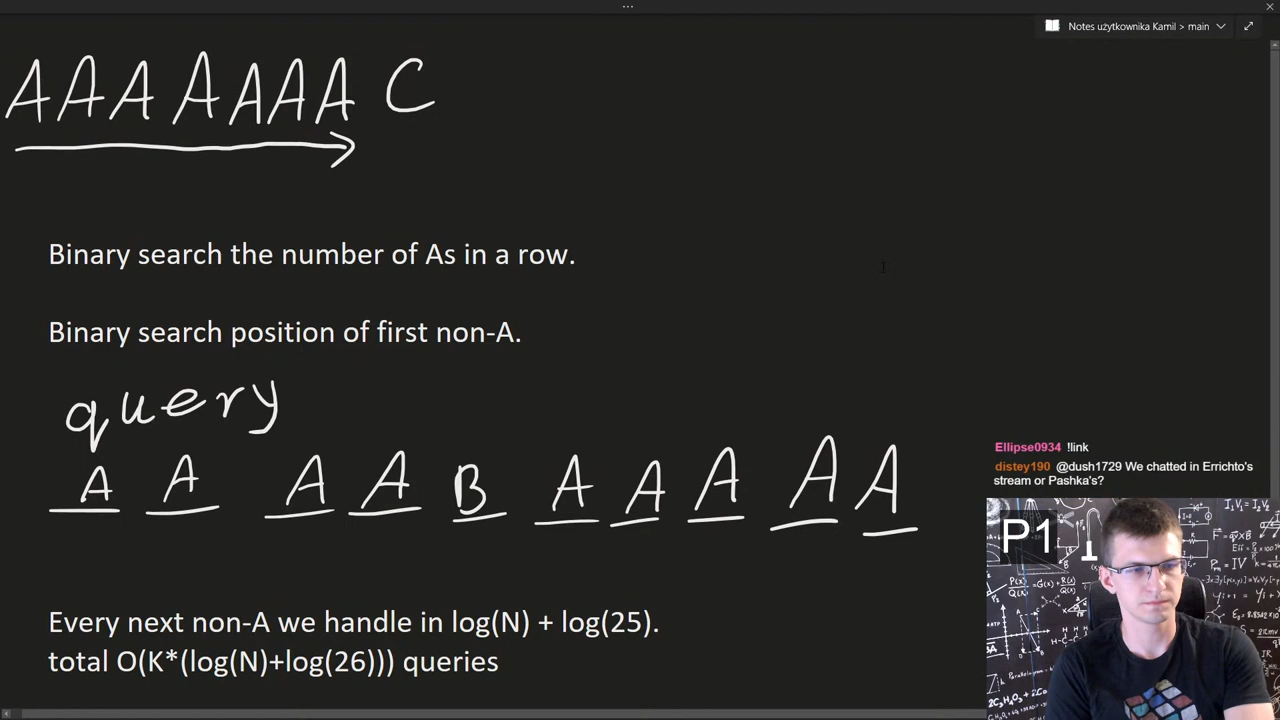 ...
Notes użytkownika Kamil > main
AAAAAAA C
Binary search the number of As in a row.
Binary search position of first non-A.
query
A A A A B A A A A A
Ellipse0934 !link
distey190 @dush1729 We chatted in Errichto's
stream or Pashka's?
P1
Every next non-A we handle in log(N) + log(25).
total O(K*(log(N)+log(26))) queries